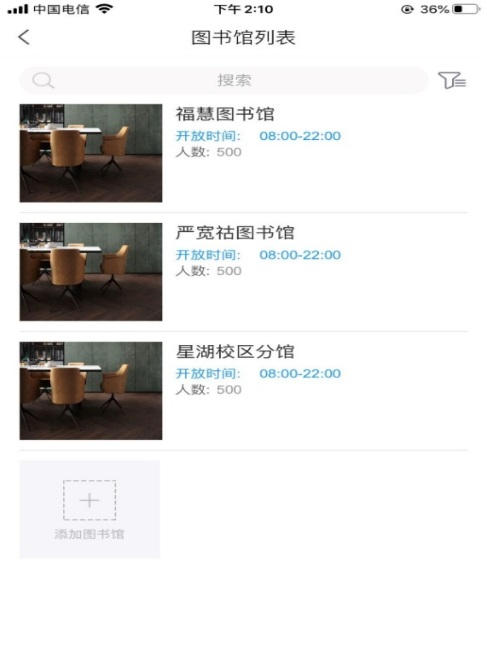 中国电信 下午2:10 36%
图书馆列表
搜索
福慧图书馆
开放时间: 08:00-22:00
人数: 500
严宽祜图书馆
开放时间: 08:00-22:00
人数: 500
星湖校区分馆
开放时间: 08:00-22:00
人数: 500
添加图书馆